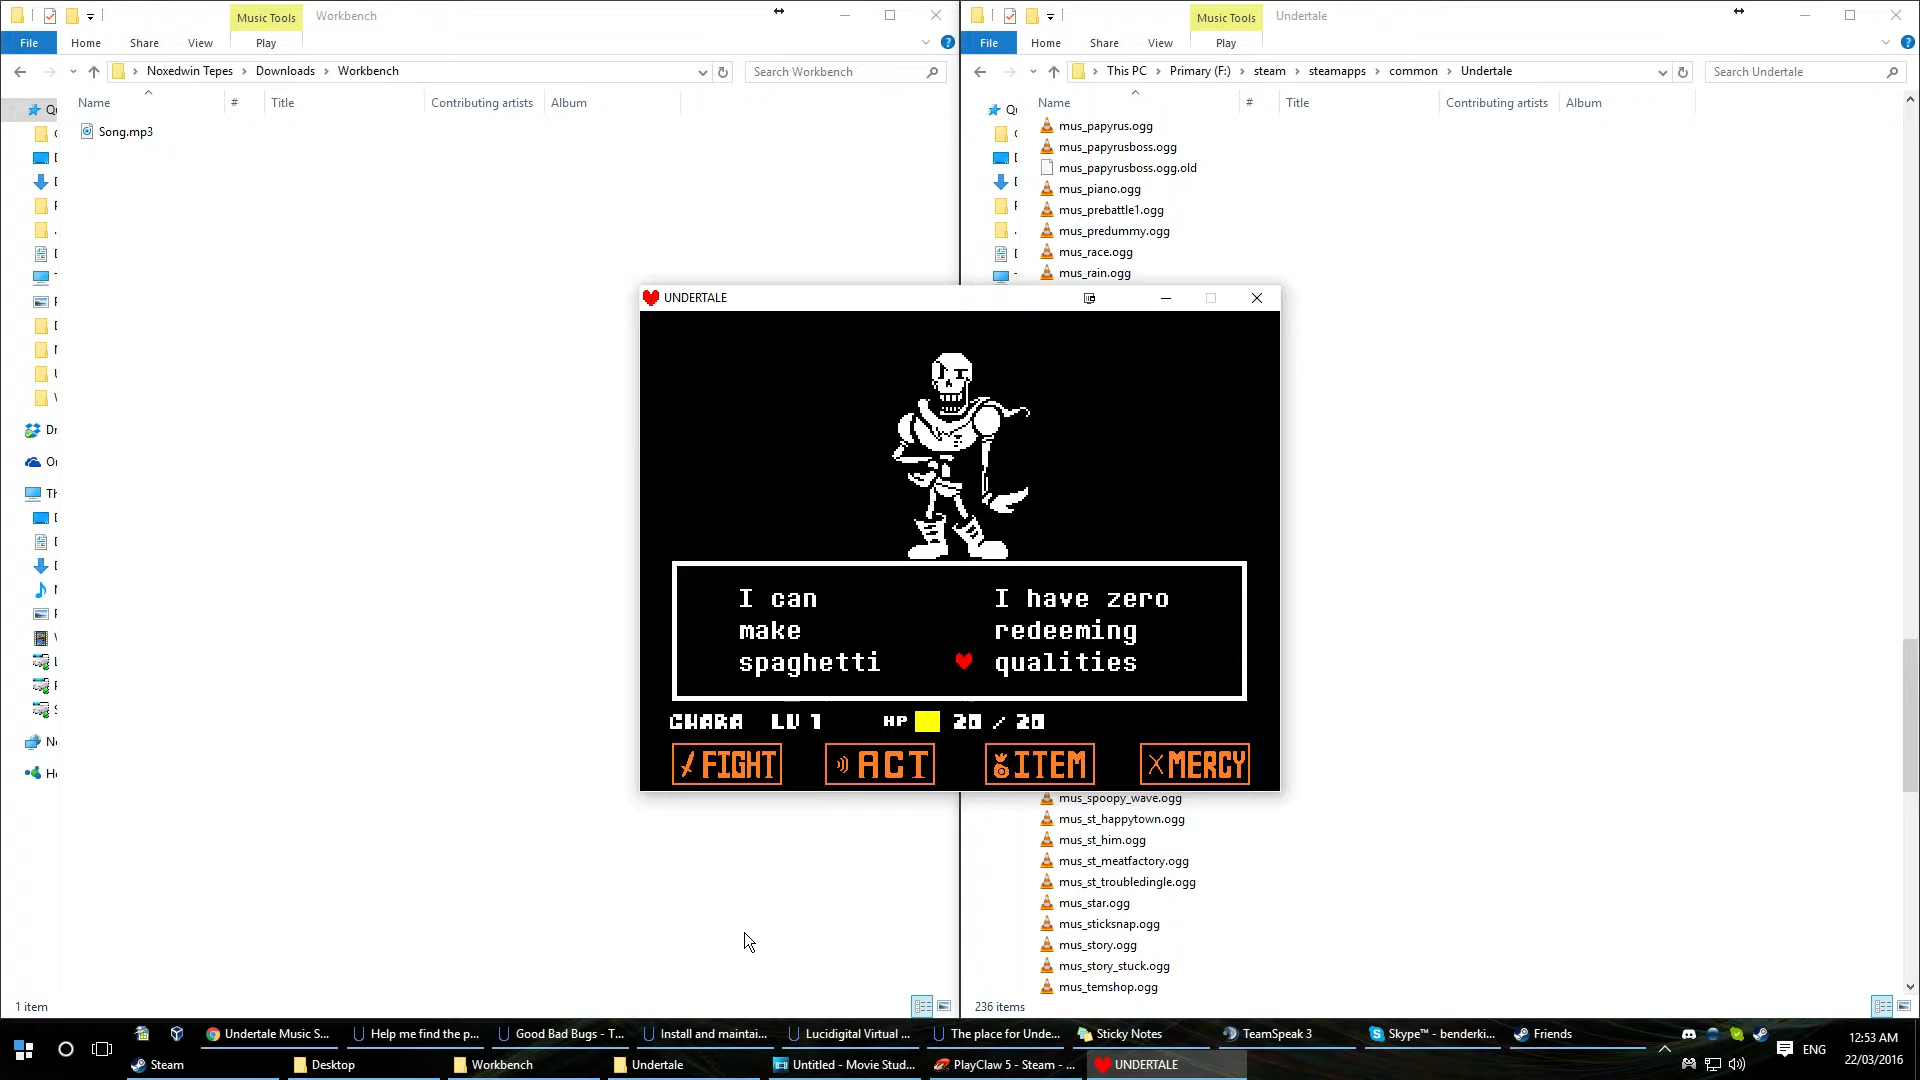 Music Tools Workbench
File Home Share View Play
Noxedwin Tepes Downloads Workbench
Search Workbench
Name # Title Contributing artists Album
Song.mp3
1 item
Music Tools Undertale
File Home Share View Play
This PC Primary (F:) steam steamapps common Undertale
Search Undertale
Name # Title Contributing artists Album
mus_papyrus.ogg
mus_papyrusboss.ogg
mus_papyrusboss.ogg.old
mus_piano.ogg
mus_prebattle1.ogg
mus_predummy.ogg
mus_race.ogg
mus_rain.ogg
UNDERTALE
I can
make
spaghetti
I have zero
redeeming
qualities
CHARA LV 1 HP 20 / 20
FIGHT ACT ITEM MERCY
mus_spoopy_wave.ogg
mus_st_happytown.ogg
mus_st_him.ogg
mus_st_meatfactory.ogg
mus_st_troubledingle.ogg
mus_star.ogg
mus_sticksnap.ogg
mus_story.ogg
mus_story_stuck.ogg
mus_temshop.ogg
236 items
Undertale Music S... Help me find the p... Good Bad Bugs - T... Install and maintai... Lucidigital Virtual ... The place for Unde... Sticky Notes TeamSpeak 3 Skype™ - benderki... Friends
Steam Desktop Workbench Undertale Untitled - Movie Stud... PlayClaw 5 - Steam - ... UNDERTALE
ENG
12:53 AM
22/03/2016